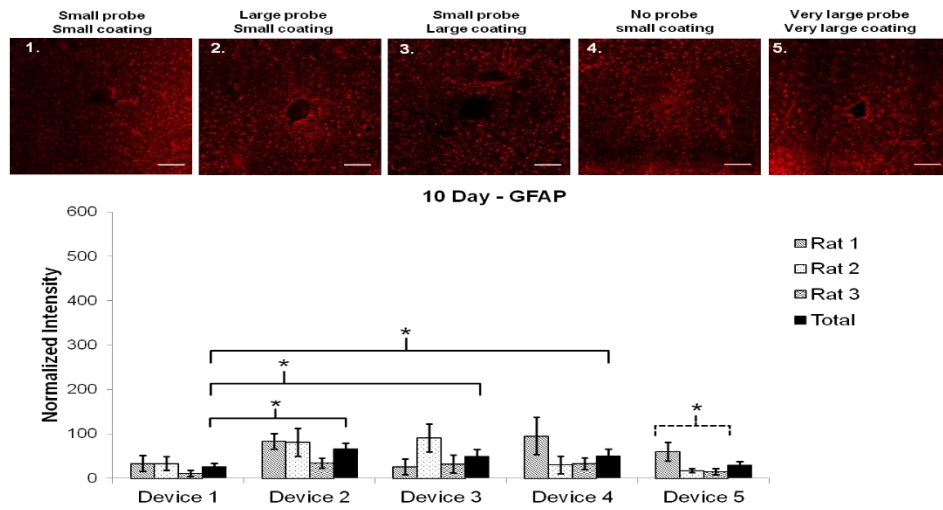 Small probe
Small coating
Large probe
Small coating
Small probe
Large coating
No probe
small coating
Very large probe
Very large coating
1.
2.
3.
4.
5.
10 Day - GFAP
Normalized Intensity
600
500
400
300
200
100
0
*
*
*
*
Rat 1
Rat 2
Rat 3
Total
Device 1
Device 2
Device 3
Device 4
Device 5